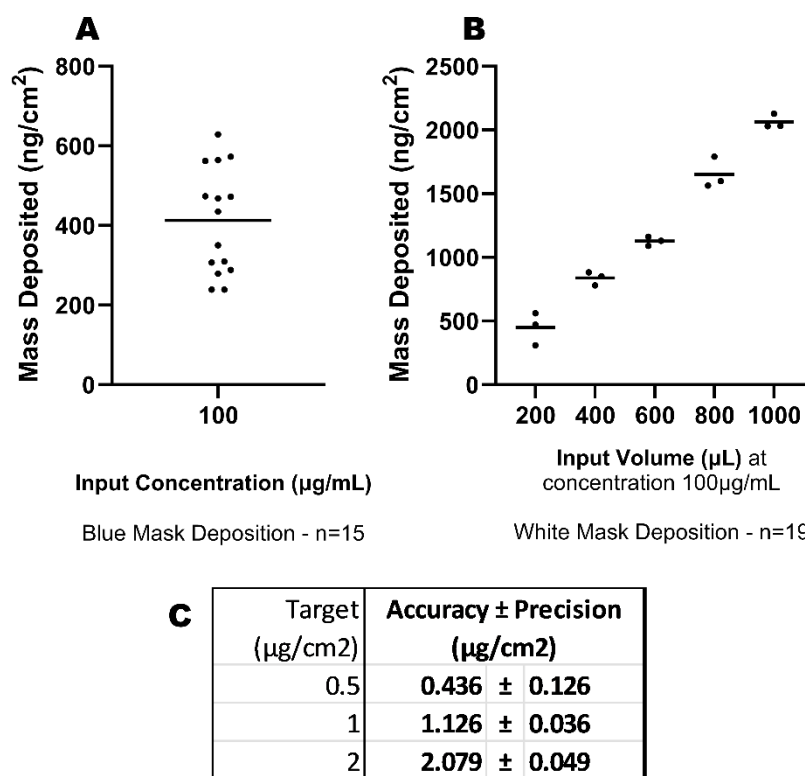 A
Mass Deposited (ng/cm²)
800
600
400
200
0
100
Input Concentration (µg/mL)
Blue Mask Deposition - n=15
B
Mass Deposited (ng/cm²)
2500
2000
1500
1000
500
0
200 400 600 800 1000
Input Volume (µL) at
concentration 100µg/mL
White Mask Deposition - n=19
C
Target Accuracy ± Precision
(µg/cm2) (µg/cm2)
0.5 0.436 ± 0.126
1 1.126 ± 0.036
2 2.079 ± 0.049